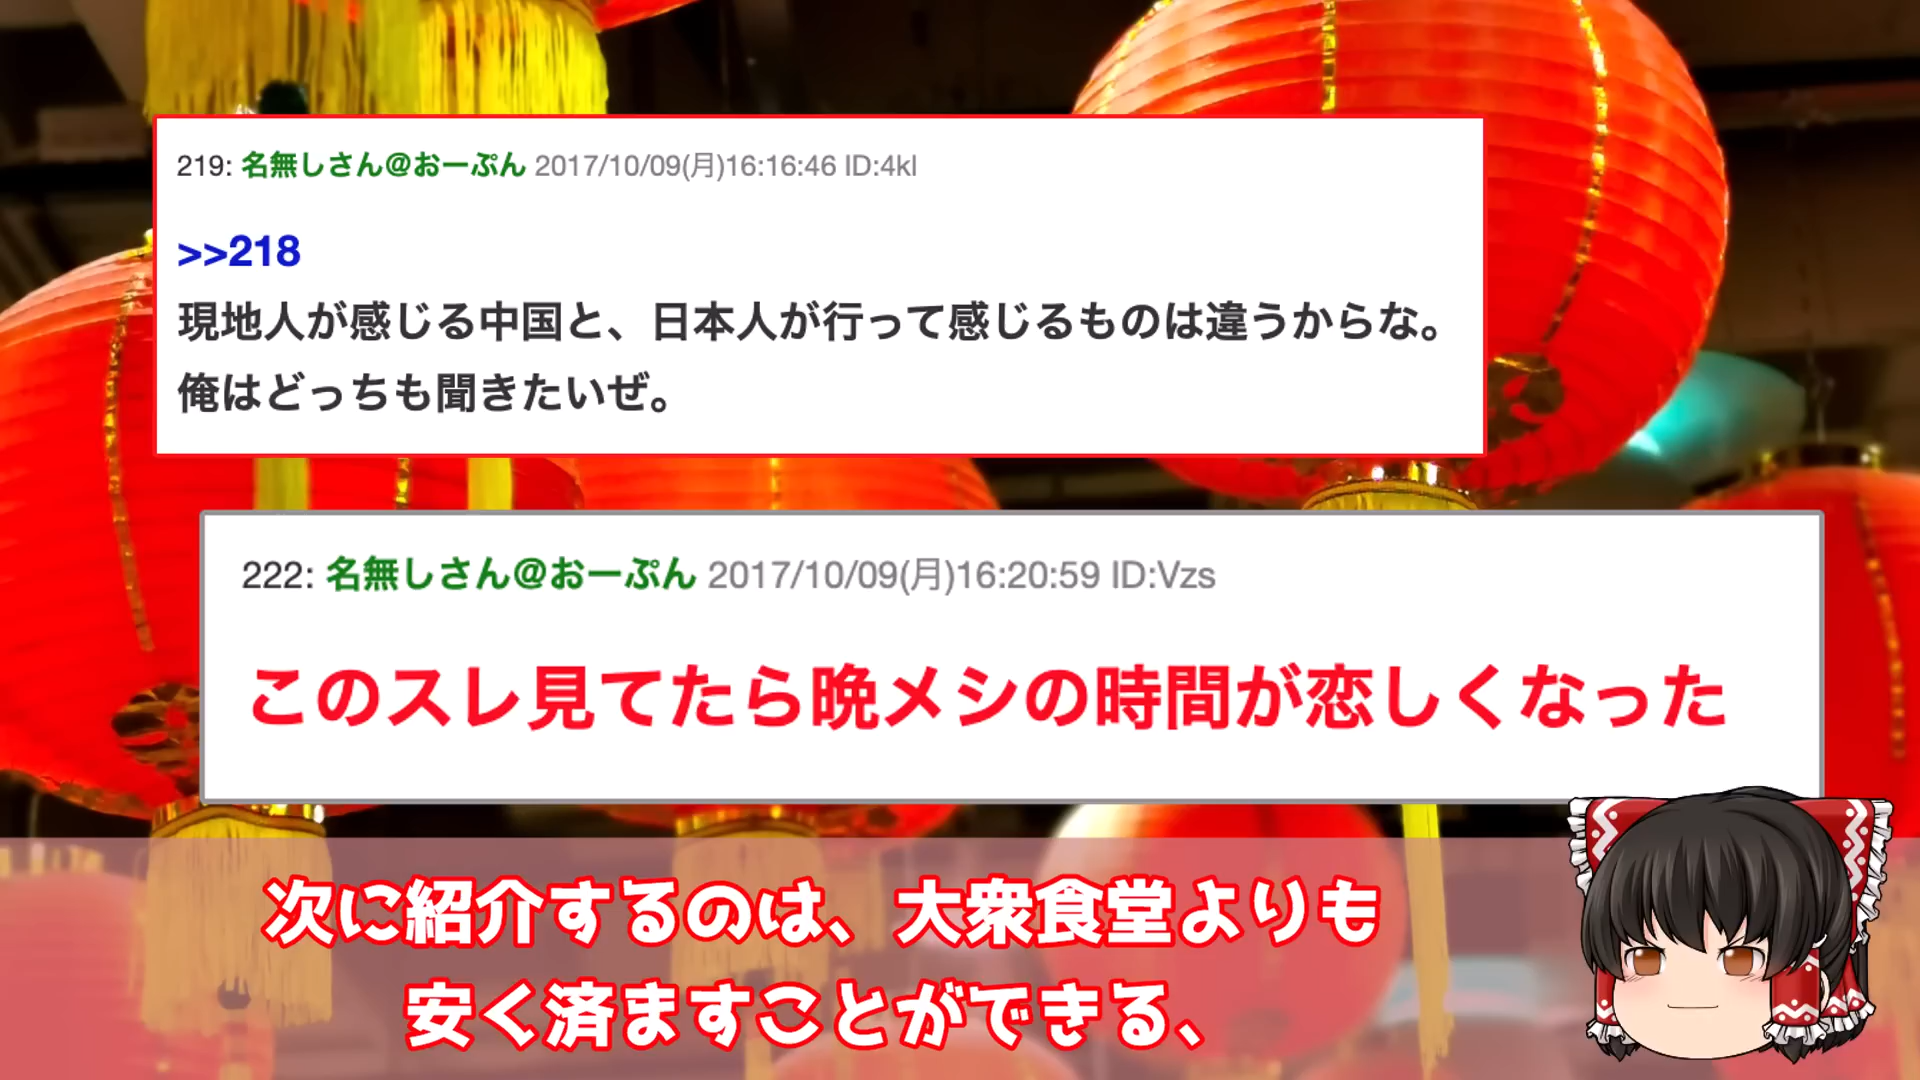 219: 名無しさん@おーぷん 2017/10/09(月)16:16:46 ID:4kl
>>218
現地人が感じる中国と、日本人が行って感じるものは違うからな。
俺はどっちも聞きたいぜ。
222: 名無しさん@おーぷん 2017/10/09(月)16:20:59 ID:Vzs
このスレ見てたら晩メシの時間が恋しくなった
次に紹介するのは、大衆食堂よりも
安く済ますことができる、